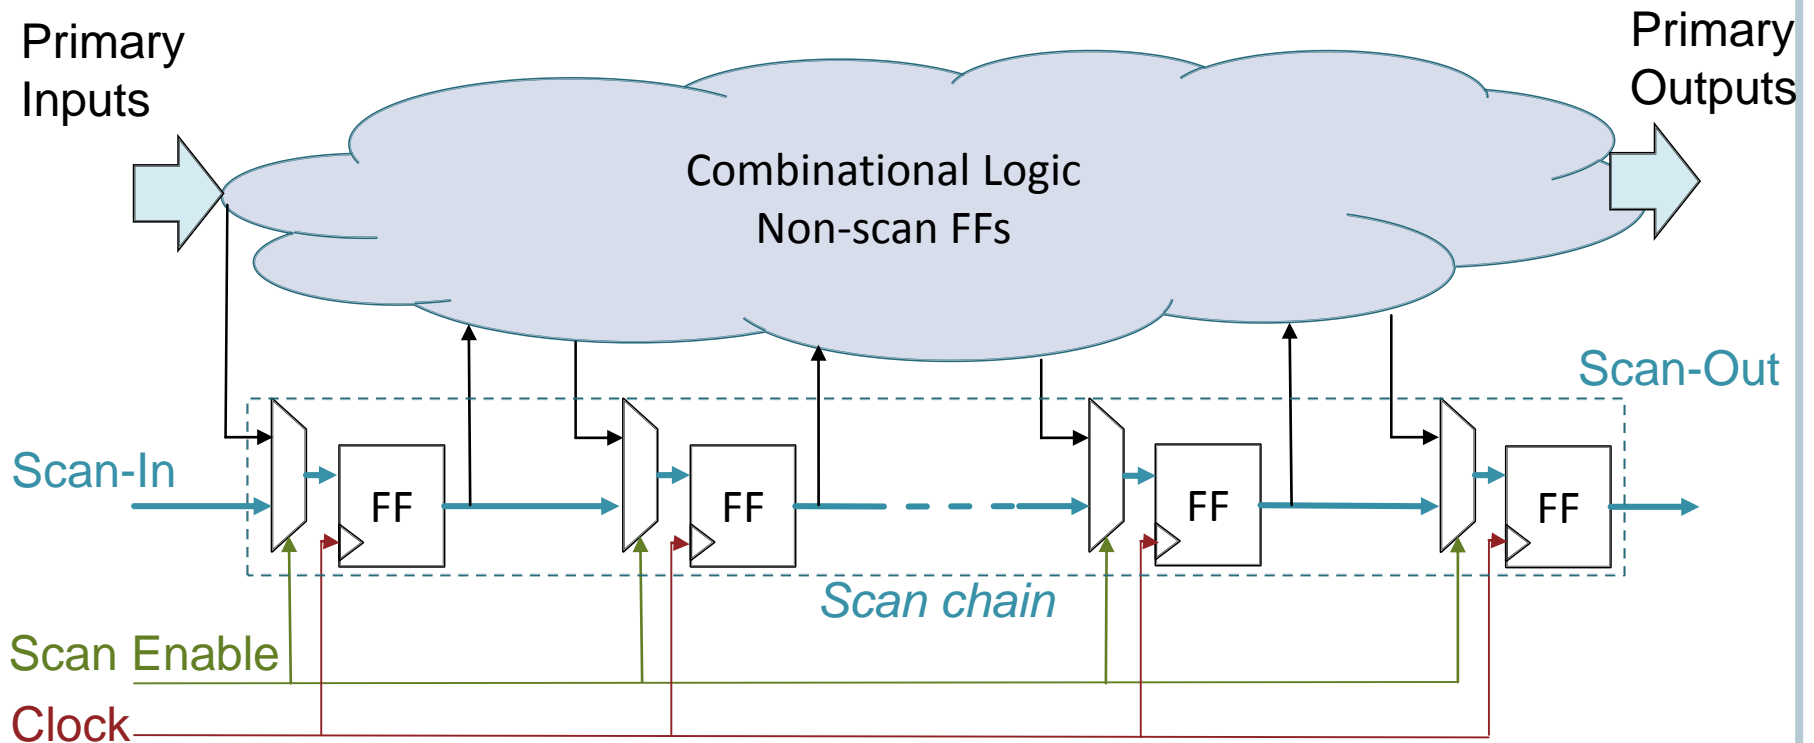 Primary
Inputs
Primary
Outputs
Combinational Logic
Non-scan FFs
Scan-Out
Scan-In
FF
FF
FF
FF
Scan chain
Scan Enable
Clock